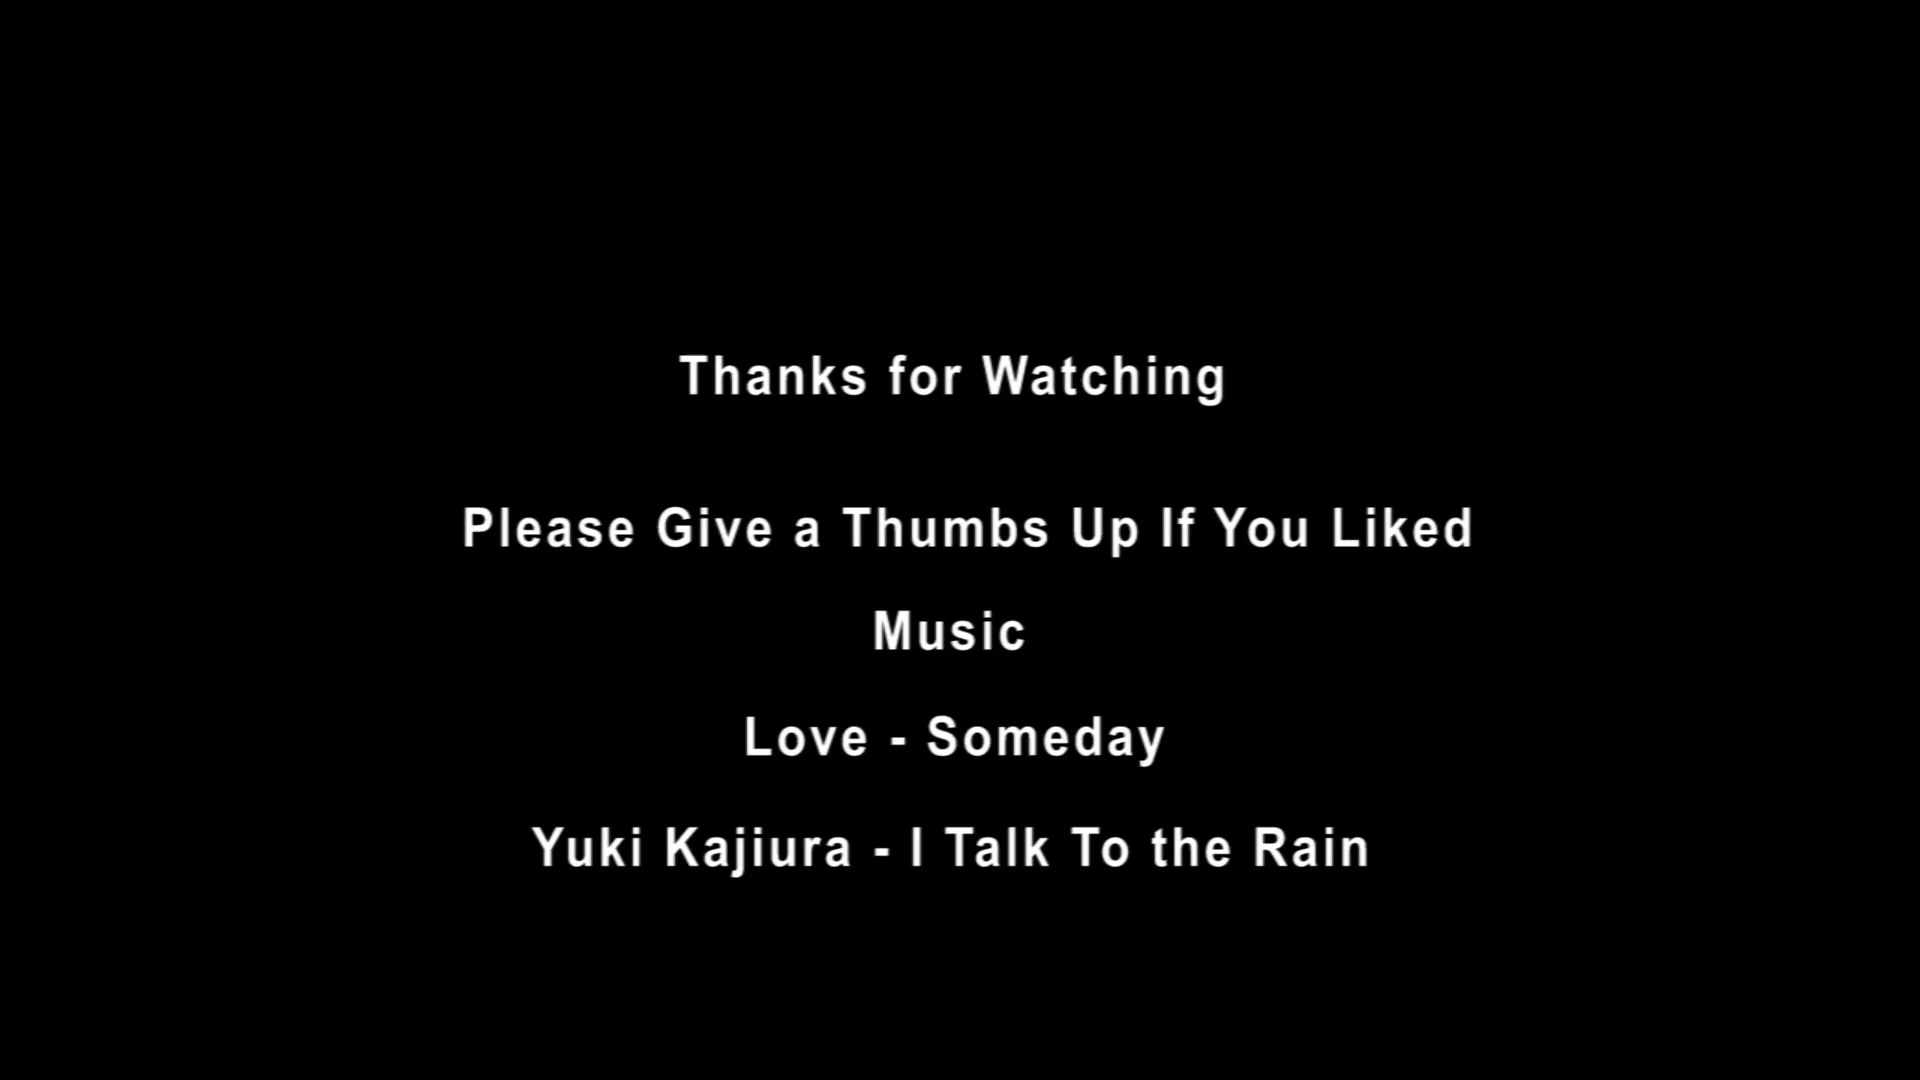 Thanks for Watching
Please Give a Thumbs Up If You Liked
Music
Love - Someday
Yuki Kajiura - I Talk To the Rain